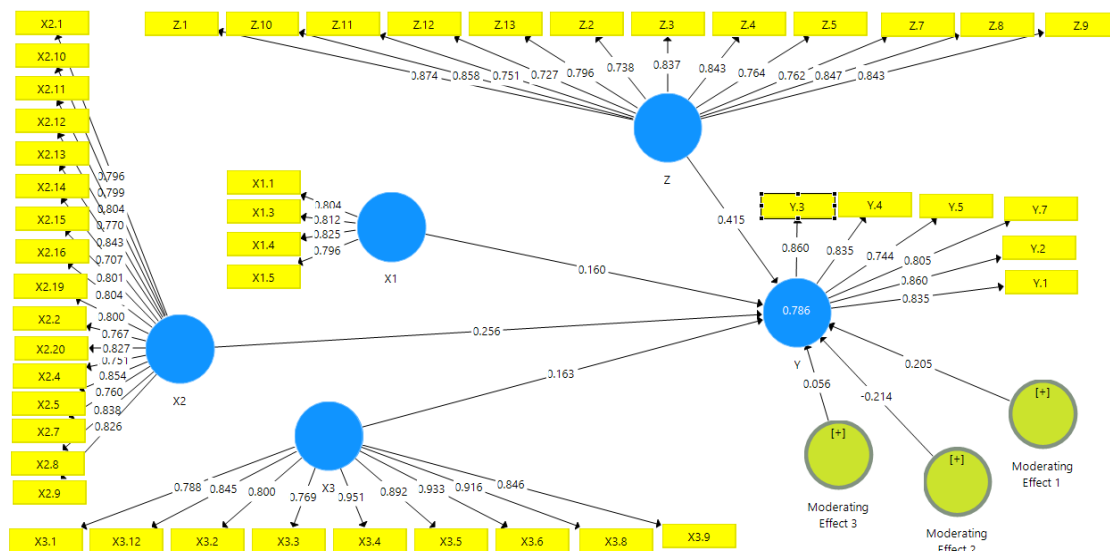 X2.1
X2.10
X2.11
X2.12
X2.13
X2.14
X2.15
X2.16
X2.19
X2.2
X2.20
X2.4
X2.5
X2.7
X2.8
X2.9
0.796
0.799
0.804
0.770
0.843
0.707
0.801
0.804
0.800
0.767
0.827
0.751
0.854
0.760
0.838
0.826
X2
Z.1
Z.10
Z.11
Z.12
Z.13
Z.2
Z.3
Z.4
Z.5
Z.7
Z.8
Z.9
0.874
0.858
0.751
0.727
0.796
0.738
0.837
0.843
0.764
0.762
0.847
0.843
Z
X1.1
X1.3
X1.4
X1.5
0.804
0.812
0.825
0.796
X1
0.415
0.160
0.256
0.163
Y.3
Y.4
Y.5
Y.7
Y.2
Y.1
0.860
0.835
0.744
0.805
0.860
0.835
0.786
Y
0.056
-0.214
0.205
[+]
Moderating
Effect 1
[+]
Moderating
Effect 2
[+]
Moderating
Effect 3
X3
0.788
0.845
0.800
0.769
0.951
0.892
0.933
0.916
0.846
X3.1
X3.12
X3.2
X3.3
X3.4
X3.5
X3.6
X3.8
X3.9